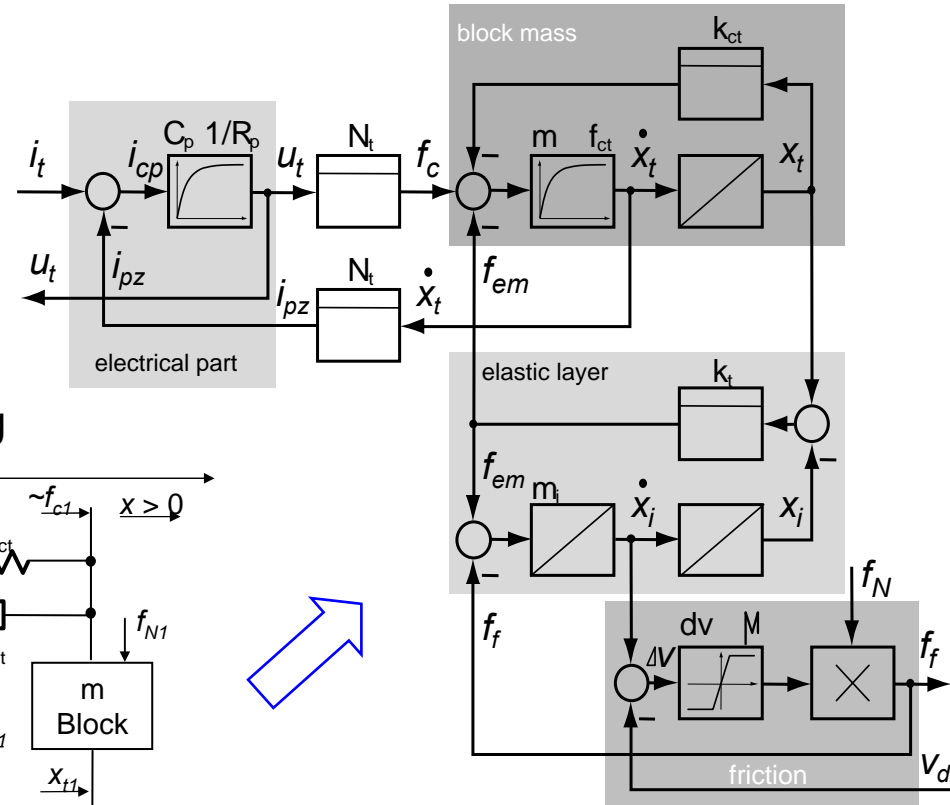 block mass
k_ct
C_p 1/R_p
N_t
m f_ct
i_t
i_cp
u_t
f_c
ẋ_t
x_t
u_t
i_pz
i_pz
N_t
ẋ_t
f_em
electrical part
elastic layer
k_t
f_em
m_i
ẋ_i
x_i
~f_c1
x > 0
ct
f_N1
m
Block
x_t1
f_N
f_f
Δv
dv
M
f_f
friction
v_d